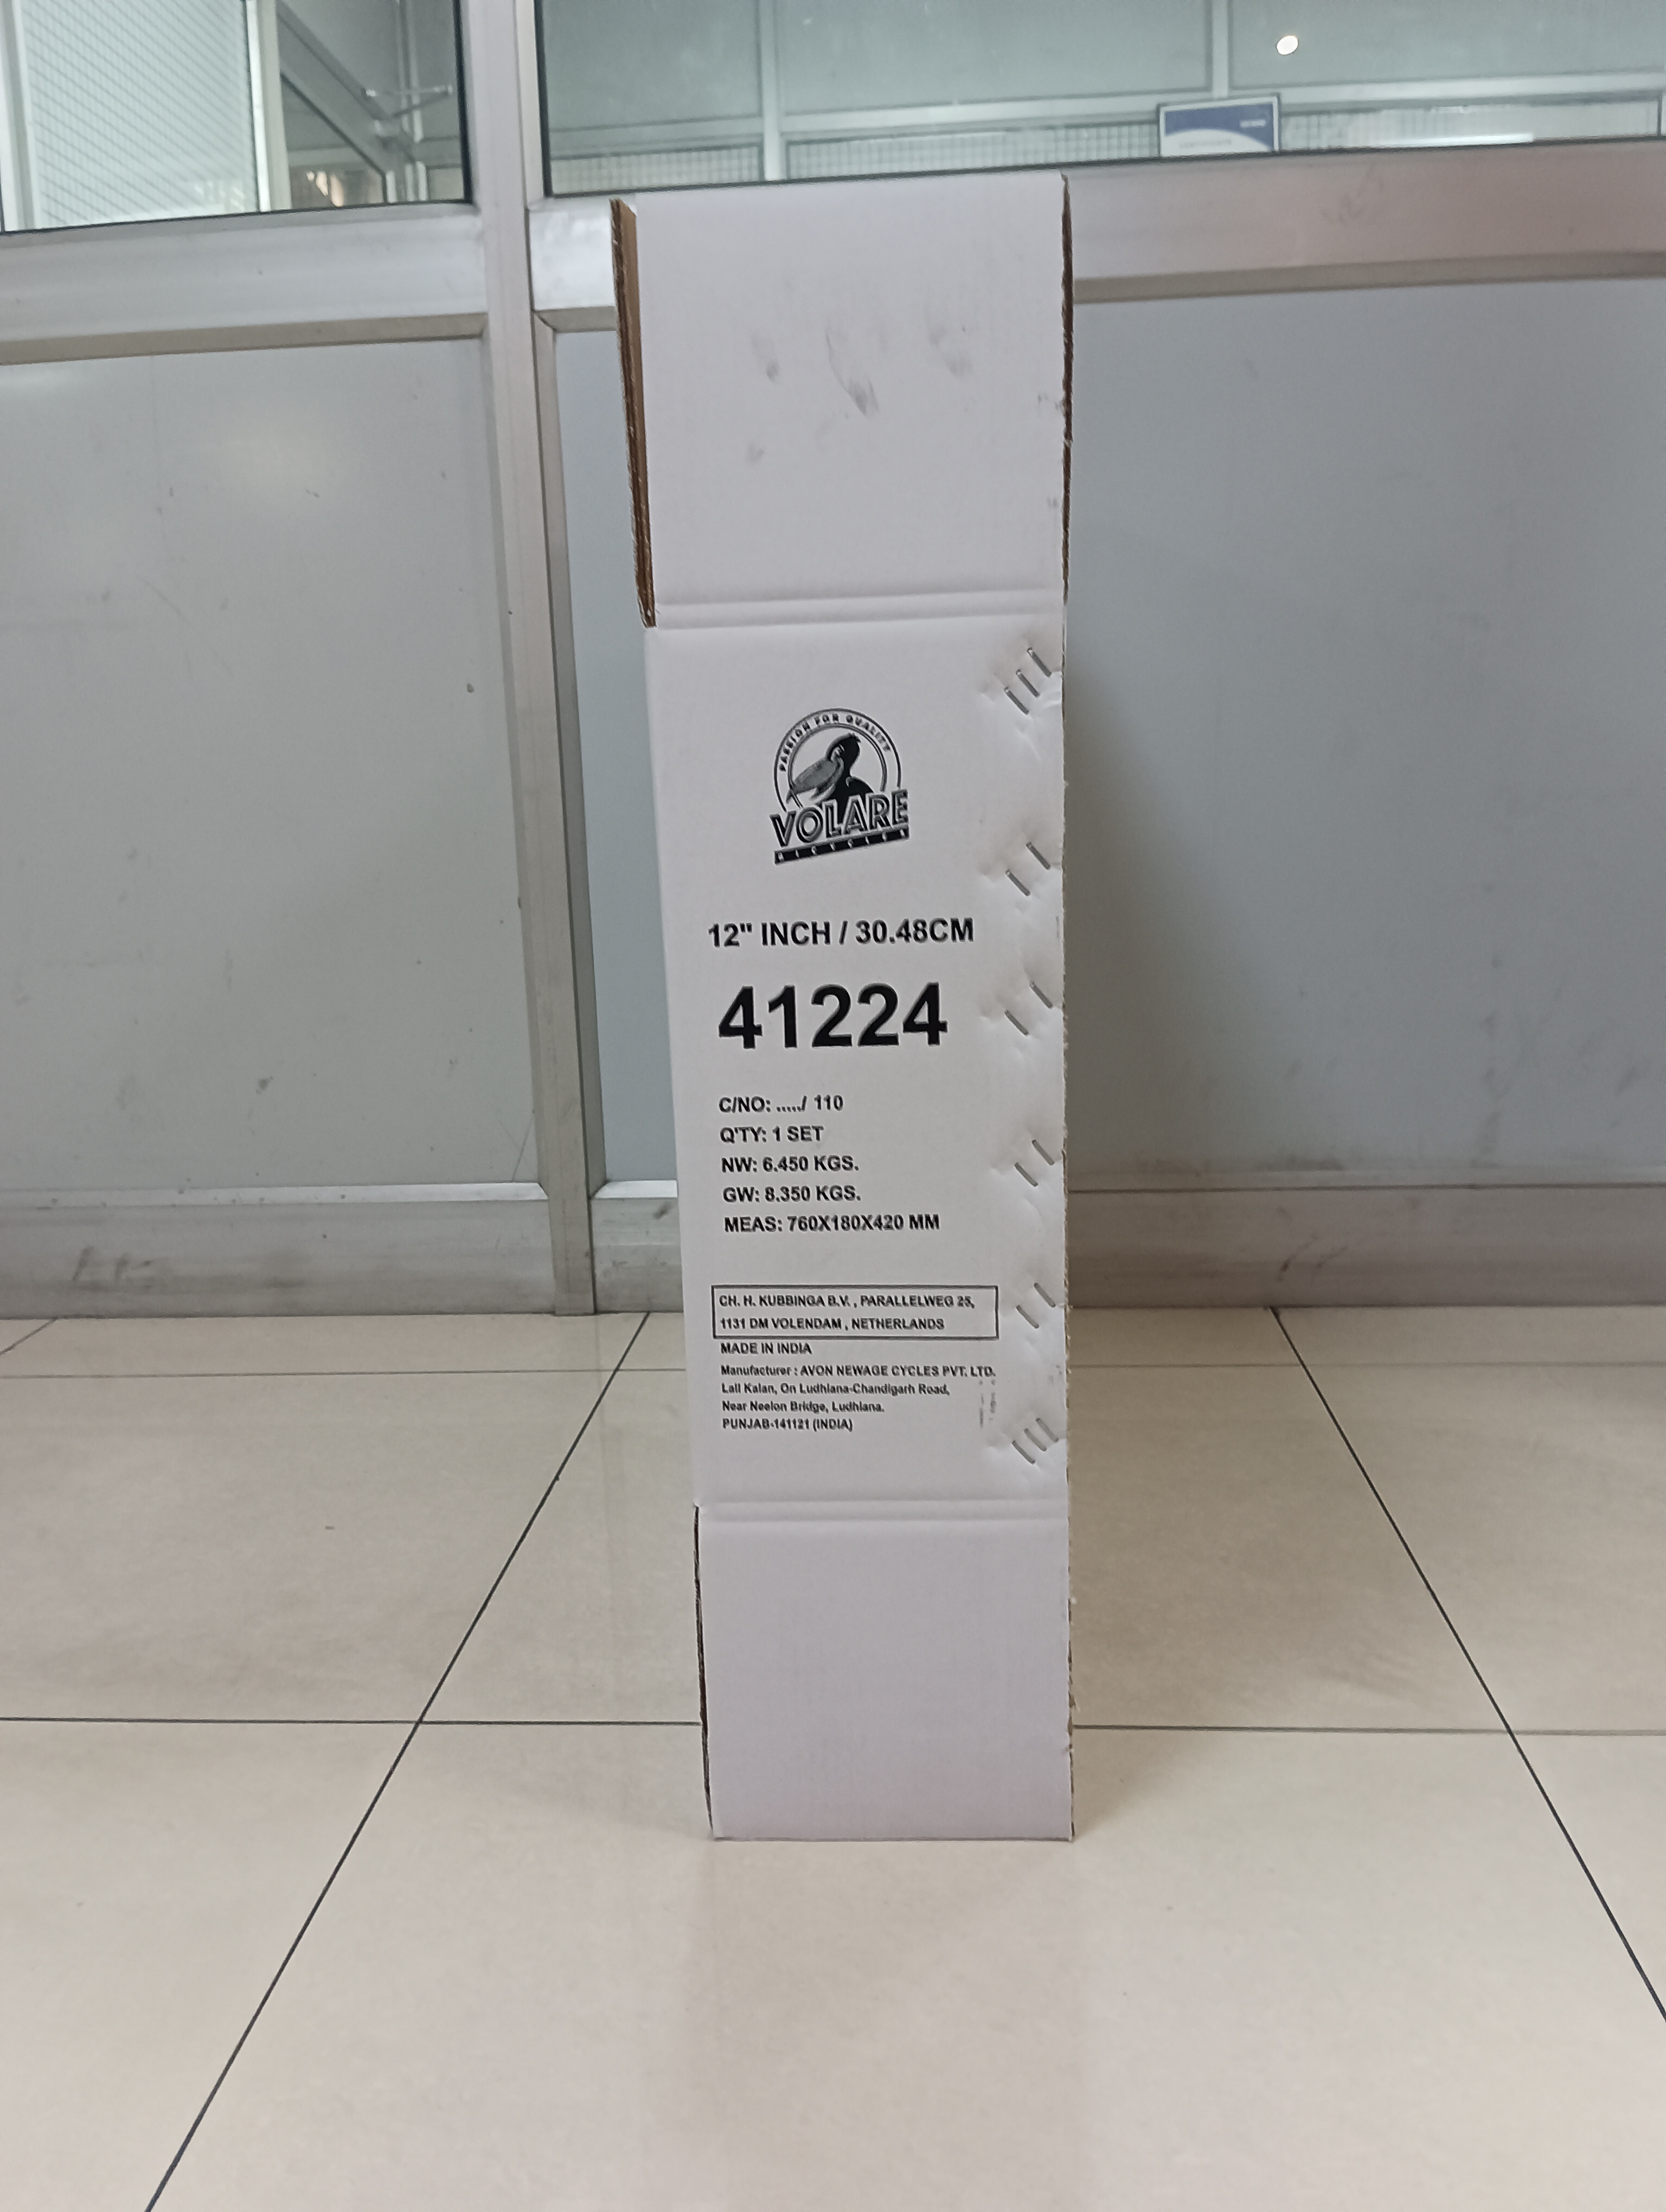 PASSION FOR QUALITY
VOLARE
BICYCLES
12" INCH / 30.48CM
41224
C/NO: ...../ 110
Q'TY: 1 SET
NW: 6.450 KGS.
GW: 8.350 KGS.
MEAS: 760X180X420 MM
CH. H. KUBBINGA B.V. , PARALLELWEG 25,
1131 DM VOLENDAM , NETHERLANDS
MADE IN INDIA
Manufacturer : AVON NEWAGE CYCLES PVT. LTD.
Lall Kalan, On Ludhiana-Chandigarh Road,
Near Neelon Bridge, Ludhiana.
PUNJAB-141121 (INDIA)